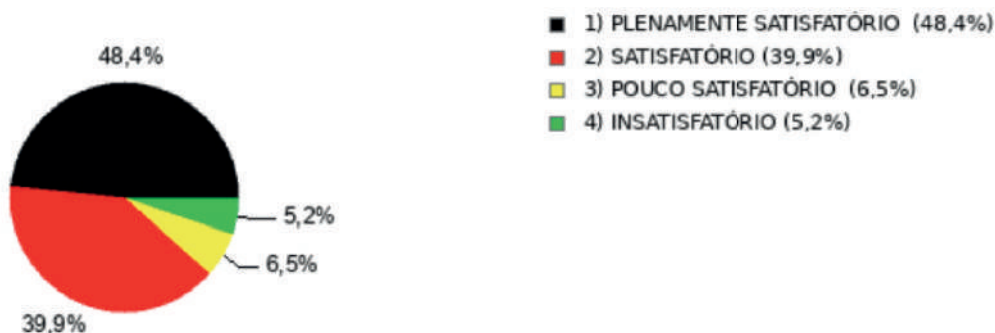 48,4%
5,2%
6,5%
39,9%
1) PLENAMENTE SATISFATÓRIO (48,4%)
2) SATISFATÓRIO (39,9%)
3) POUCO SATISFATÓRIO (6,5%)
4) INSATISFATÓRIO (5,2%)